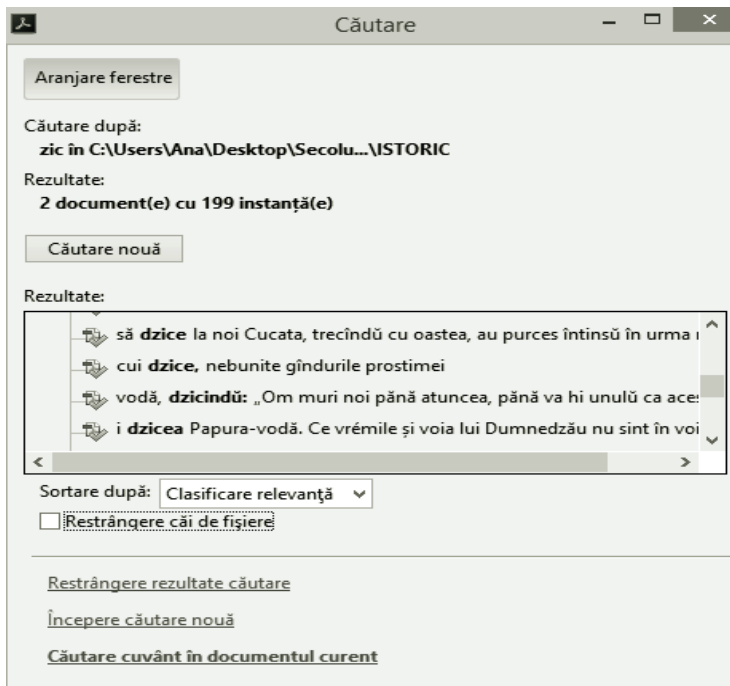 Căutare
Aranjare ferestre
Căutare după:
zic în C:\Users\Ana\Desktop\Secolu...\ISTORIC
Rezultate:
2 document(e) cu 199 instanță(e)
Căutare nouă
Rezultate:
să dzice la noi Cucata, trecîndŭ cu oastea, au purces întinsŭ în urma
cui dzice, nebunite gîndurile prostimei
vodă, dzicindŭ: „Om muri noi pănă atuncea, pănă va hi unulŭ ca
i dzicea Papura-vodă. Ce vrémile și voia lui Dumnedzău nu sint în
Sortare după: Clasificare relevanţă
Restrângere căi de fişiere
Restrângere rezultate căutare
Începere căutare nouă
Căutare cuvânt în documentul curent